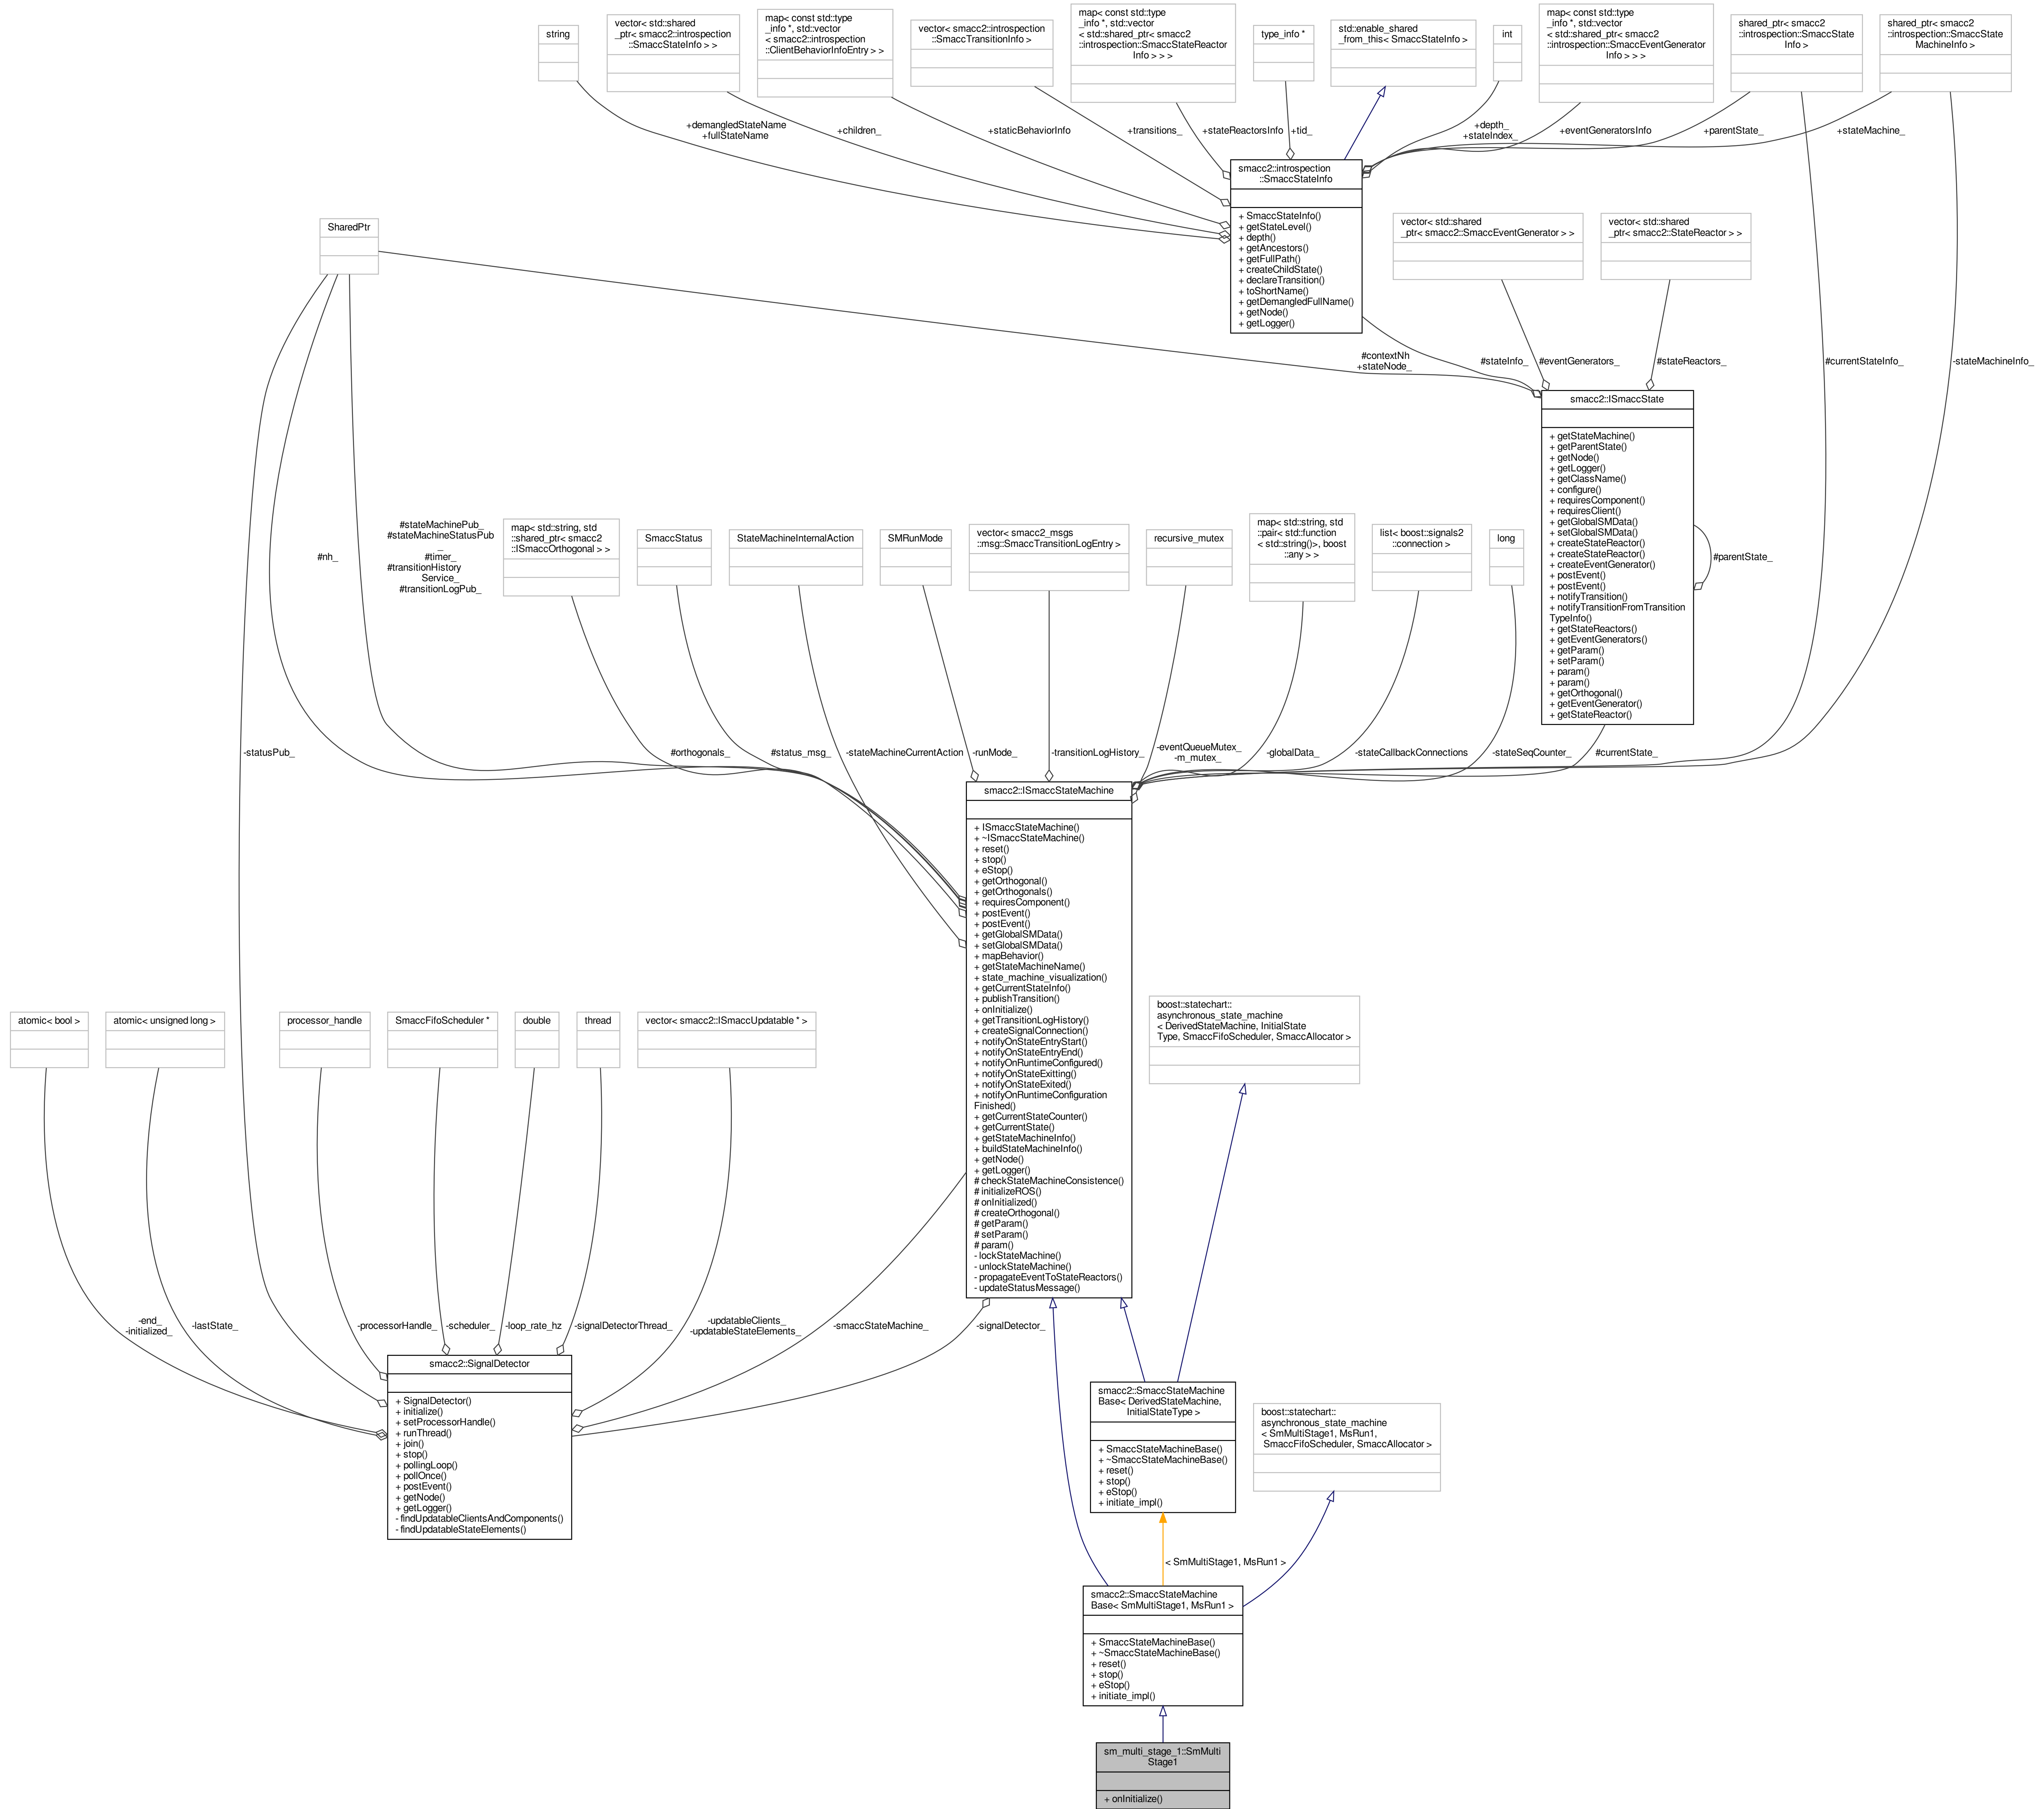 string
vector< std::shared
_ptr< smacc2::introspection
::SmaccStateInfo > >
map< const std::type
_info *, std::vector
< smacc2::introspection
::ClientBehaviorInfoEntry > >
vector< smacc2::introspection
::SmaccTransitionInfo >
map< const std::type
_info *, std::vector
< std::shared_ptr< smacc2
::introspection::SmaccStateReactor
Info > > >
type_info *
std::enable_shared
_from_this< SmaccStateInfo >
int
map< const std::type
_info *, std::vector
< std::shared_ptr< smacc2
::introspection::SmaccEventGenerator
Info > > >
shared_ptr< smacc2
::introspection::SmaccState
Info >
shared_ptr< smacc2
::introspection::SmaccState
MachineInfo >
+demangledStateName
+fullStateName
+children_
+staticBehaviorInfo
+transitions_
+stateReactorsInfo
+tid_
+depth_
+stateIndex_
+eventGeneratorsInfo
+parentState_
+stateMachine_
smacc2::introspection
::SmaccStateInfo
+ SmaccStateInfo()
+ getStateLevel()
+ depth()
+ getAncestors()
+ getFullPath()
+ createChildState()
+ declareTransition()
+ toShortName()
+ getDemangledFullName()
+ getNode()
+ getLogger()
SharedPtr
vector< std::shared
_ptr< smacc2::SmaccEventGenerator > >
vector< std::shared
_ptr< smacc2::StateReactor > >
#contextNh
+stateNode_
#stateInfo_
#eventGenerators_
#stateReactors_
#currentStateInfo_
-stateMachineInfo_
smacc2::ISmaccState
+ getStateMachine()
+ getParentState()
+ getNode()
+ getLogger()
+ getClassName()
+ configure()
+ requiresComponent()
+ requiresClient()
+ getGlobalSMData()
+ setGlobalSMData()
+ createStateReactor()
+ createStateReactor()
+ createEventGenerator()
+ postEvent()
+ postEvent()
+ notifyTransition()
+ notifyTransitionFromTransition
TypeInfo()
+ getStateReactors()
+ getEventGenerators()
+ getParam()
+ setParam()
+ param()
+ param()
+ getOrthogonal()
+ getEventGenerator()
+ getStateReactor()
#parentState_
#nh_
#stateMachinePub_
#stateMachineStatusPub
_
#timer_
#transitionHistory
Service_
#transitionLogPub_
map< std::string, std
::shared_ptr< smacc2
::ISmaccOrthogonal > >
SmaccStatus
StateMachineInternalAction
SMRunMode
vector< smacc2_msgs
::msg::SmaccTransitionLogEntry >
recursive_mutex
map< std::string, std
::pair< std::function
< std::string()>, boost
::any > >
list< boost::signals2
::connection >
long
-statusPub_
#orthogonals_
#status_msg_
-stateMachineCurrentAction
-runMode_
-transitionLogHistory_
-eventQueueMutex_
-m_mutex_
-globalData_
-stateCallbackConnections
-stateSeqCounter_
#currentState_
smacc2::ISmaccStateMachine
+ ISmaccStateMachine()
+ ~ISmaccStateMachine()
+ reset()
+ stop()
+ eStop()
+ getOrthogonal()
+ getOrthogonals()
+ requiresComponent()
+ postEvent()
+ postEvent()
+ getGlobalSMData()
+ setGlobalSMData()
+ mapBehavior()
+ getStateMachineName()
+ state_machine_visualization()
+ getCurrentStateInfo()
+ publishTransition()
+ onInitialize()
+ getTransitionLogHistory()
+ createSignalConnection()
+ notifyOnStateEntryStart()
+ notifyOnStateEntryEnd()
+ notifyOnRuntimeConfigured()
+ notifyOnStateExitting()
+ notifyOnStateExited()
+ notifyOnRuntimeConfiguration
Finished()
+ getCurrentStateCounter()
+ getCurrentState()
+ getStateMachineInfo()
+ buildStateMachineInfo()
+ getNode()
+ getLogger()
# checkStateMachineConsistence()
# initializeROS()
# onInitialized()
# createOrthogonal()
# getParam()
# setParam()
# param()
- lockStateMachine()
- unlockStateMachine()
- propagateEventToStateReactors()
- updateStatusMessage()
atomic< bool >
atomic< unsigned long >
processor_handle
SmaccFifoScheduler *
double
thread
vector< smacc2::ISmaccUpdatable * >
boost::statechart::
asynchronous_state_machine
< DerivedStateMachine, InitialState
Type, SmaccFifoScheduler, SmaccAllocator >
-end_
-initialized_
-lastState_
-processorHandle_
-scheduler_
-loop_rate_hz
-signalDetectorThread_
-updatableClients_
-updatableStateElements_
-smaccStateMachine_
-signalDetector_
smacc2::SignalDetector
+ SignalDetector()
+ initialize()
+ setProcessorHandle()
+ runThread()
+ join()
+ stop()
+ pollingLoop()
+ pollOnce()
+ postEvent()
+ getNode()
+ getLogger()
- findUpdatableClientsAndComponents()
- findUpdatableStateElements()
smacc2::SmaccStateMachine
Base< DerivedStateMachine,
InitialStateType >
+ SmaccStateMachineBase()
+ ~SmaccStateMachineBase()
+ reset()
+ stop()
+ eStop()
+ initiate_impl()
boost::statechart::
asynchronous_state_machine
< SmMultiStage1, MsRun1,
SmaccFifoScheduler, SmaccAllocator >
< SmMultiStage1, MsRun1 >
smacc2::SmaccStateMachine
Base< SmMultiStage1, MsRun1 >
+ SmaccStateMachineBase()
+ ~SmaccStateMachineBase()
+ reset()
+ stop()
+ eStop()
+ initiate_impl()
sm_multi_stage_1::SmMulti
Stage1
+ onInitialize()